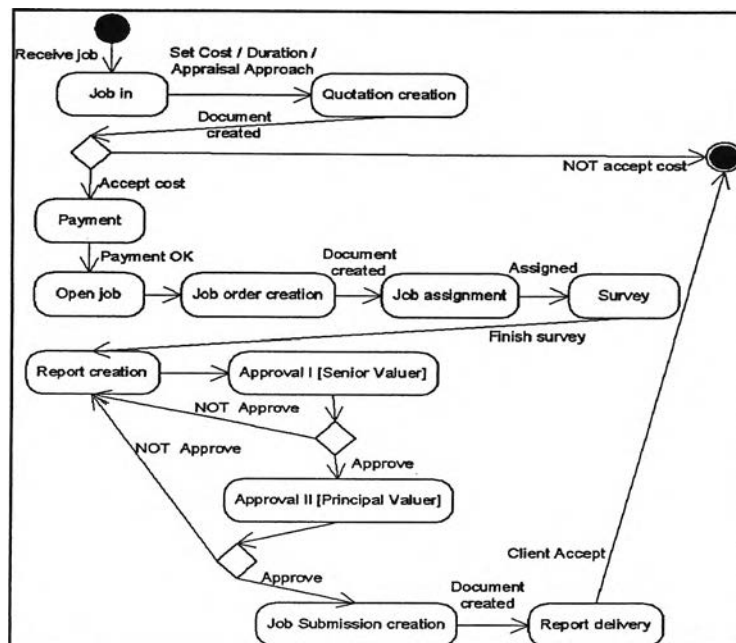 Receive job
Set Cost / Duration /
Appraisal Approach
Job in
Quotation creation
Document
created
NOT accept cost
Accept cost
Payment
Payment OK
Document
created
Assigned
Open job
Job order creation
Job assignment
Survey
Finish survey
Report creation
Approval I [Senior Valuer]
NOT Approve
NOT Approve
Approve
Approval II [Principal Valuer]
Client Accept
Approve
Document
created
Job Submission creation
Report delivery